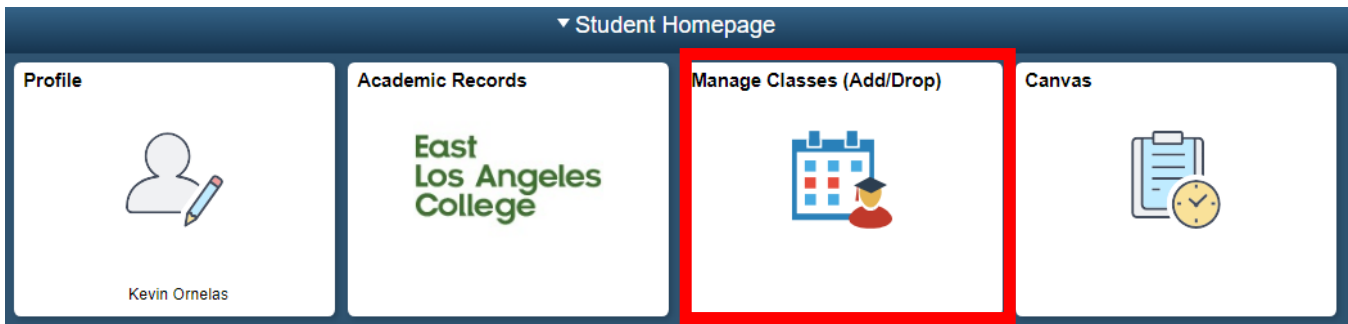 Student Homepage
Profile
Academic Records
Manage Classes (Add/Drop)
Canvas
East
Los Angeles
College
Kevin Ornelas